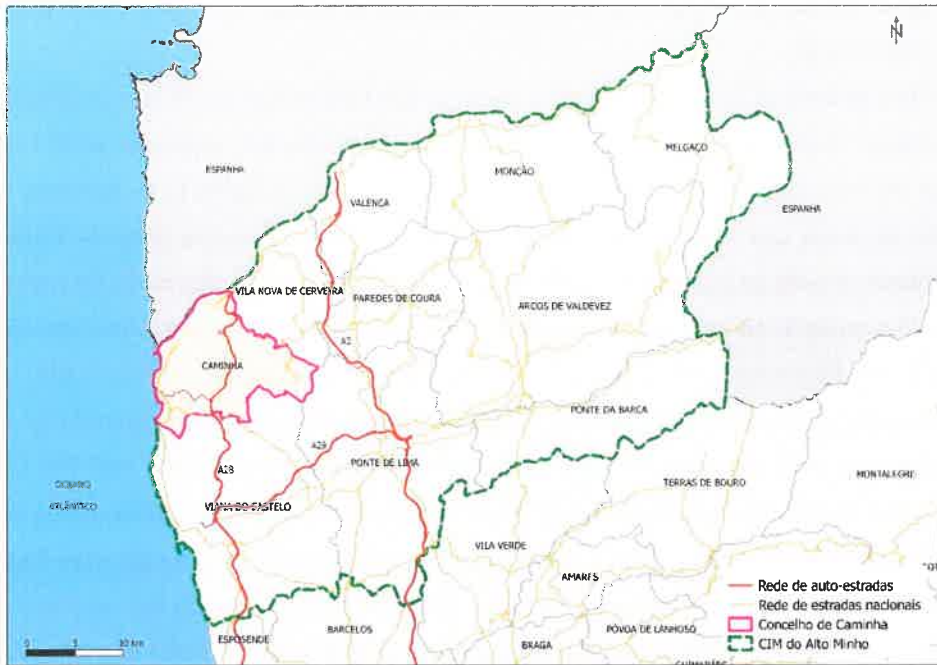 N
ESPANHA
MELGAÇO
MONÇÃO
VALENÇA
ESPANHA
VILA NOVA DE CERVEIRA
PAREDES DE COURA
ARCOS DE VALDEVEZ
A3
CAMINHA
PONTE DA BARCA
A28
PONTE DE LIMA
A28
OCEANO
ATLÂNTICO
VIANA DO CASTELO
TERRAS DE BOURO
MONTALEGRE
VILA VERDE
AMARES
ESPOSENDE
BARCELOS
BRAGA
PÓVOA DE LANHOSO
Rede de auto-estradas
Rede de estradas nacionais
Concelho de Caminha
CIM do Alto Minho
0 5 10 km